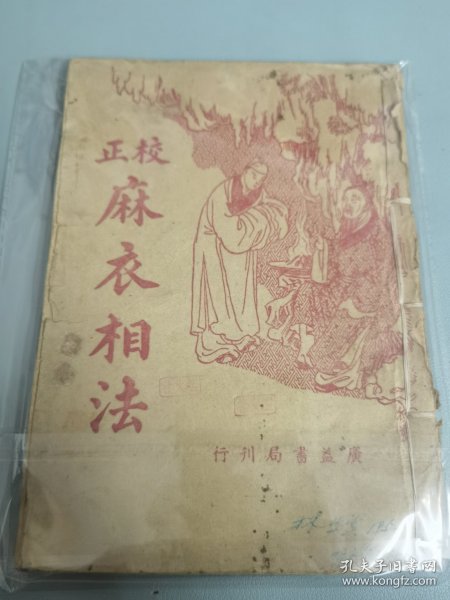 校正
麻衣相法
廣益書局刊行
林
孔夫子旧书网
www.kongfz.com